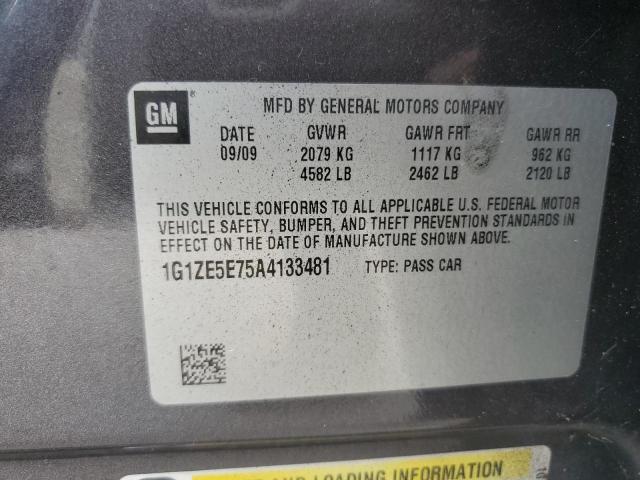 GM
MFD BY GENERAL MOTORS COMPANY
DATE GVWR GAWR FRT GAWR RR
09/09 2079 KG 1117 KG 962 KG
4582 LB 2462 LB 2120 LB
THIS VEHICLE CONFORMS TO ALL APPLICABLE U.S. FEDERAL MOTOR
VEHICLE SAFETY, BUMPER, AND THEFT PREVENTION STANDARDS IN
EFFECT ON THE DATE OF MANUFACTURE SHOWN ABOVE.
1G1ZE5E75A4133481 TYPE: PASS CAR
AND LOADING INFORMATION